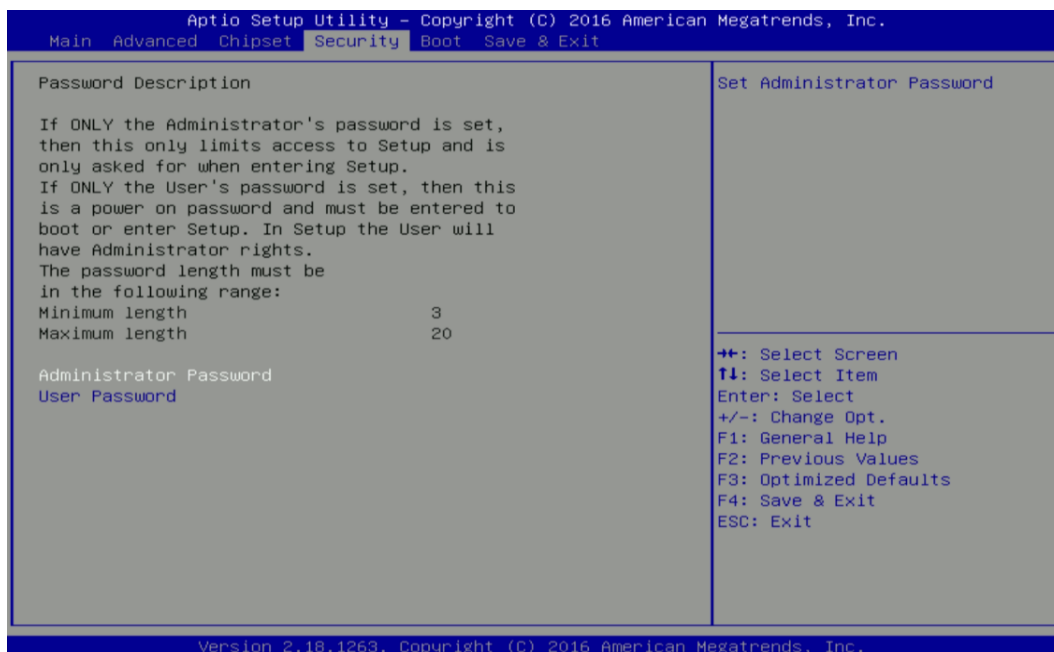 Aptio Setup Utility – Copyright (C) 2016 American Megatrends, Inc.
Main Advanced Chipset Security Boot Save & Exit
Password Description
If ONLY the Administrator's password is set,
then this only limits access to Setup and is
only asked for when entering Setup.
If ONLY the User's password is set, then this
is a power on password and must be entered to
boot or enter Setup. In Setup the User will
have Administrator rights.
The password length must be
in the following range:
Minimum length 3
Maximum length 20
Administrator Password
User Password
Set Administrator Password
→←: Select Screen
↑↓: Select Item
Enter: Select
+/-: Change Opt.
F1: General Help
F2: Previous Values
F3: Optimized Defaults
F4: Save & Exit
ESC: Exit
Version 2.18.1263. Copyright (C) 2016 American Megatrends, Inc.